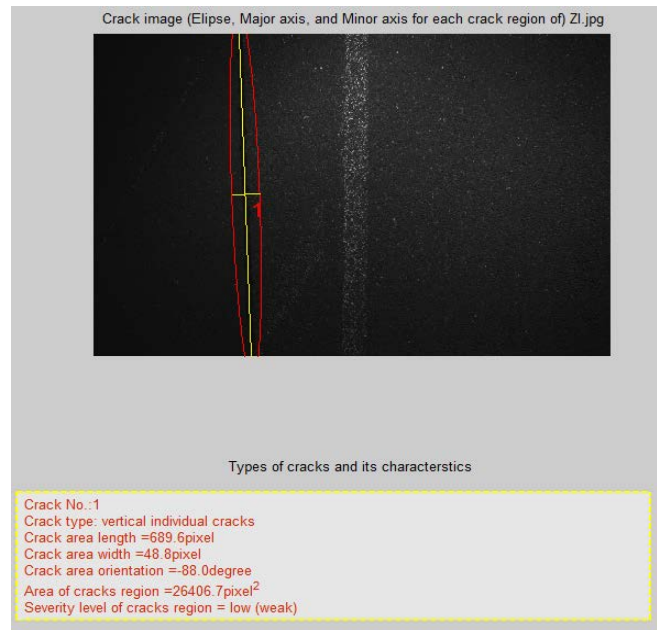 Crack image (Elipse, Major axis, and Minor axis for each crack region of) ZI.jpg
1
Types of cracks and its characterstics
Crack No.:1
Crack type: vertical individual cracks
Crack area length =689.6pixel
Crack area width =48.8pixel
Crack area orientation =-88.0degree
Area of cracks region =26406.7pixel²
Severity level of cracks region = low (weak)